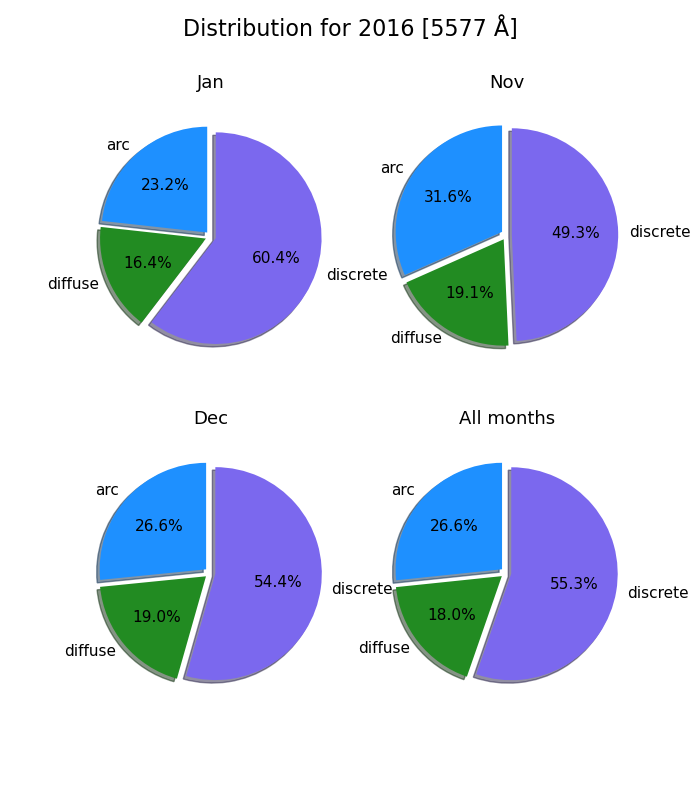 Distribution for 2016 [5577 Å]
Jan
arc
23.2%
diffuse
16.4%
discrete
60.4%
Nov
arc
31.6%
diffuse
19.1%
discrete
49.3%
Dec
arc
26.6%
diffuse
19.0%
discrete
54.4%
All months
arc
26.6%
diffuse
18.0%
discrete
55.3%